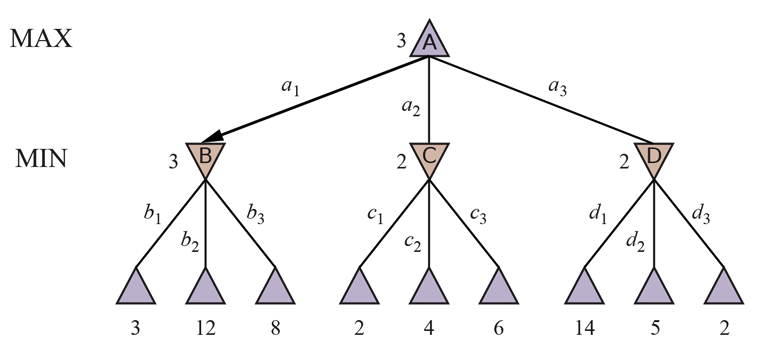 MAX 3 A
a1 a2 a3
MIN 3 B 2 C 2 D
b1 b2 b3 c1 c2 c3 d1 d2 d3
3 12 8 2 4 6 14 5 2